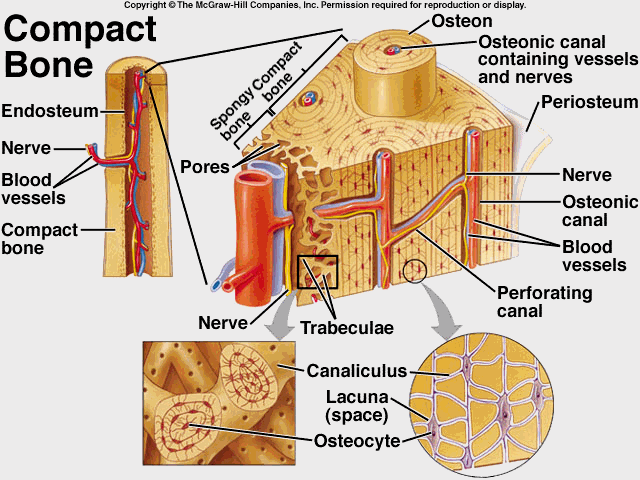 Copyright © The McGraw-Hill Companies, Inc. Permission required for reproduction or display.
Compact
Bone
Osteon
Osteonic canal
containing vessels
and nerves
Spongy
bone
Compact
bone
Periosteum
Endosteum
Nerve
Blood
vessels
Compact
bone
Pores
Nerve
Osteonic
canal
Blood
vessels
Perforating
canal
Nerve
Trabeculae
Canaliculus
Lacuna
(space)
Osteocyte